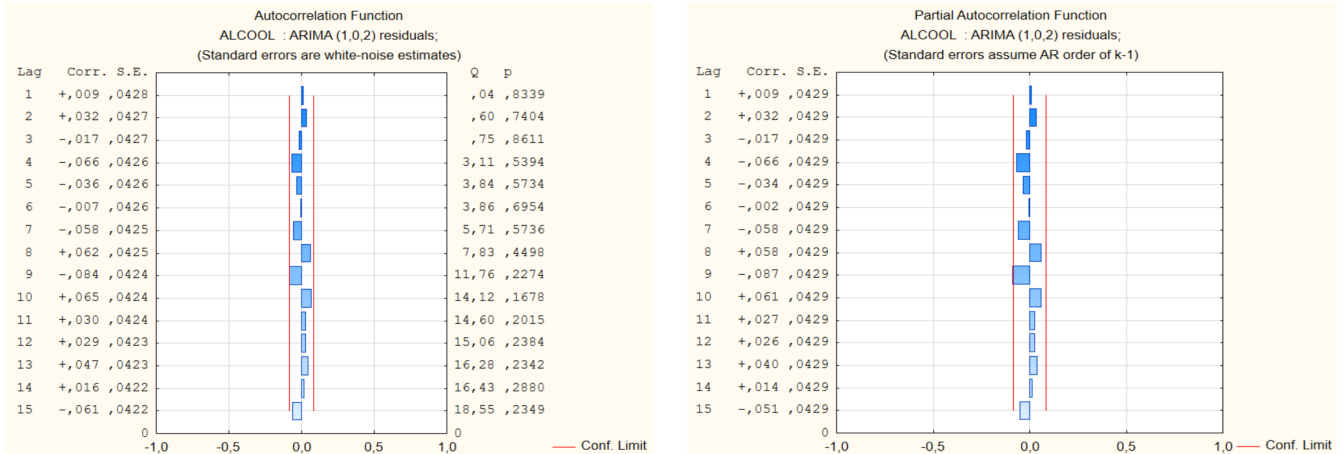 Autocorrelation Function
ALCOOL : ARIMA (1,0,2) residuals;
(Standard errors are white-noise estimates)
Lag Corr. S.E. Q p
1 +,009 ,0428 ,04 ,8339
2 +,032 ,0427 ,60 ,7404
3 -,017 ,0427 ,75 ,8611
4 -,066 ,0426 3,11 ,5394
5 -,036 ,0426 3,84 ,5734
6 -,007 ,0426 3,86 ,6954
7 -,058 ,0425 5,71 ,5736
8 +,062 ,0425 7,83 ,4498
9 -,084 ,0424 11,76 ,2274
10 +,065 ,0424 14,12 ,1678
11 +,030 ,0424 14,60 ,2015
12 +,029 ,0423 15,06 ,2384
13 +,047 ,0423 16,28 ,2342
14 +,016 ,0422 16,43 ,2880
15 -,061 ,0422 18,55 ,2349
0 0
-1,0 -0,5 0,0 0,5 1,0
Conf. Limit
Partial Autocorrelation Function
ALCOOL : ARIMA (1,0,2) residuals;
(Standard errors assume AR order of k-1)
Lag Corr. S.E.
1 +,009 ,0429
2 +,032 ,0429
3 -,017 ,0429
4 -,066 ,0429
5 -,034 ,0429
6 -,002 ,0429
7 -,058 ,0429
8 +,058 ,0429
9 -,087 ,0429
10 +,061 ,0429
11 +,027 ,0429
12 +,026 ,0429
13 +,040 ,0429
14 +,014 ,0429
15 -,051 ,0429
0
-1,0 -0,5 0,0 0,5 1,0
Conf. Limit